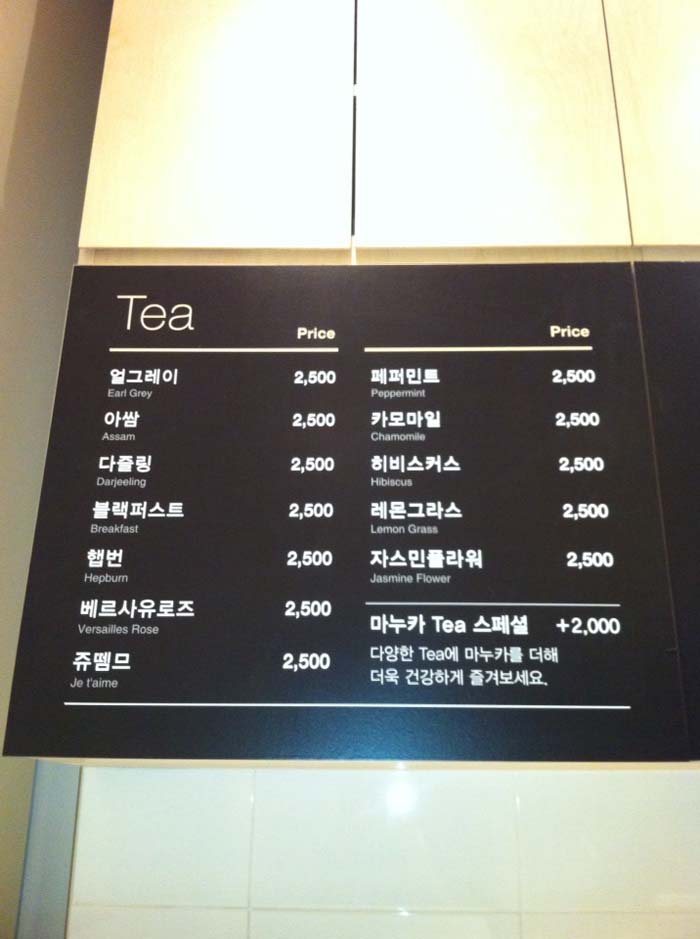 Tea
Price
얼그레이 2,500
Earl Grey
아쌈 2,500
Assam
다즐링 2,500
Darjeeling
블랙퍼스트 2,500
Breakfast
햅번 2,500
Hepburn
베르사유로즈 2,500
Versailles Rose
쥬뗌므 2,500
Je t'aime
Price
페퍼민트 2,500
Peppermint
카모마일 2,500
Chamomile
히비스커스 2,500
Hibiscus
레몬그라스 2,500
Lemon Grass
자스민플라워 2,500
Jasmine Flower
마누카 Tea 스페셜 +2,000
다양한 Tea에 마누카를 더해
더욱 건강하게 즐겨보세요.